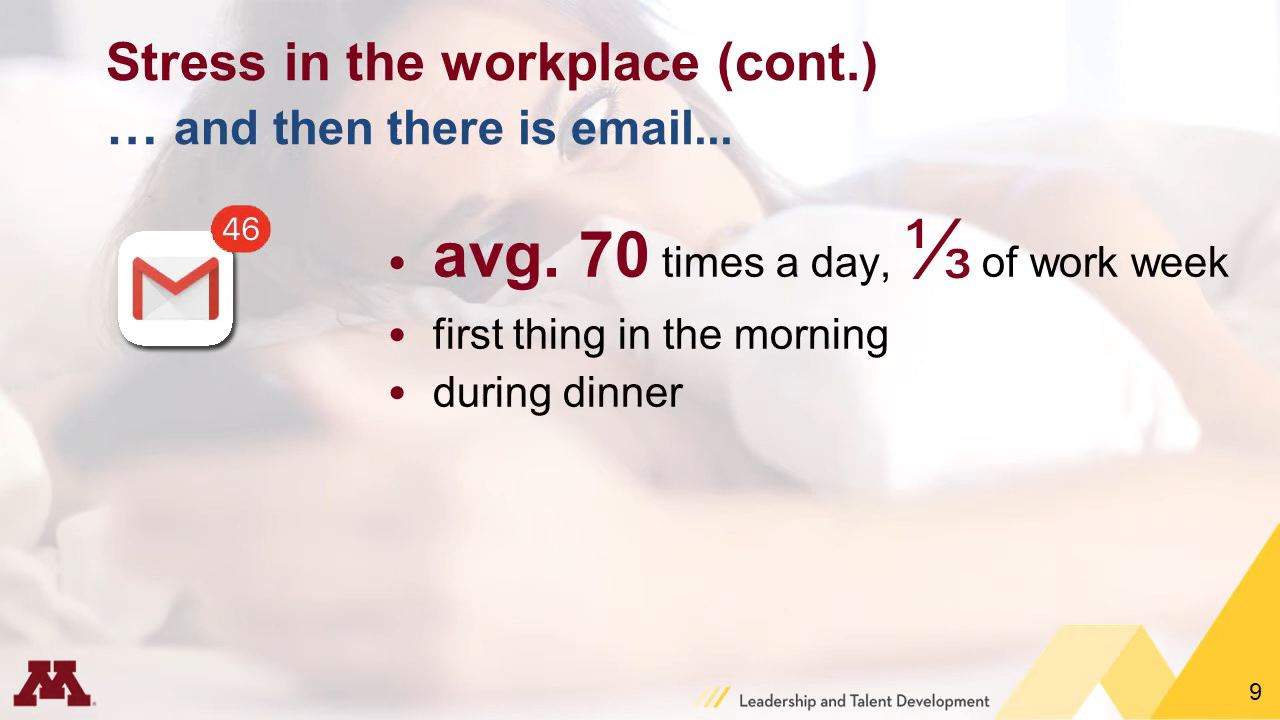 Stress in the workplace (cont.)
… and then there is email...
46
• avg. 70 times a day, ⅓ of work week
• first thing in the morning
• during dinner
Leadership and Talent Development
9